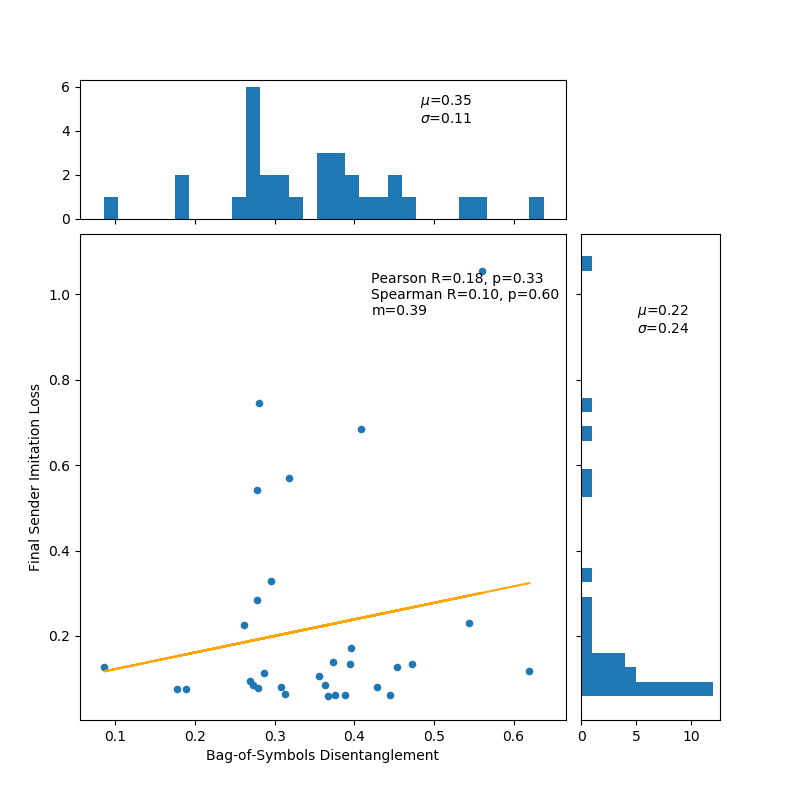 6
4
2
0
μ=0.35
σ=0.11
Pearson R=0.18, p=0.33
Spearman R=0.10, p=0.60
m=0.39
μ=0.22
σ=0.24
1.0
0.8
0.6
0.4
0.2
Final Sender Imitation Loss
0.1 0.2 0.3 0.4 0.5 0.6
Bag-of-Symbols Disentanglement
0 5 10